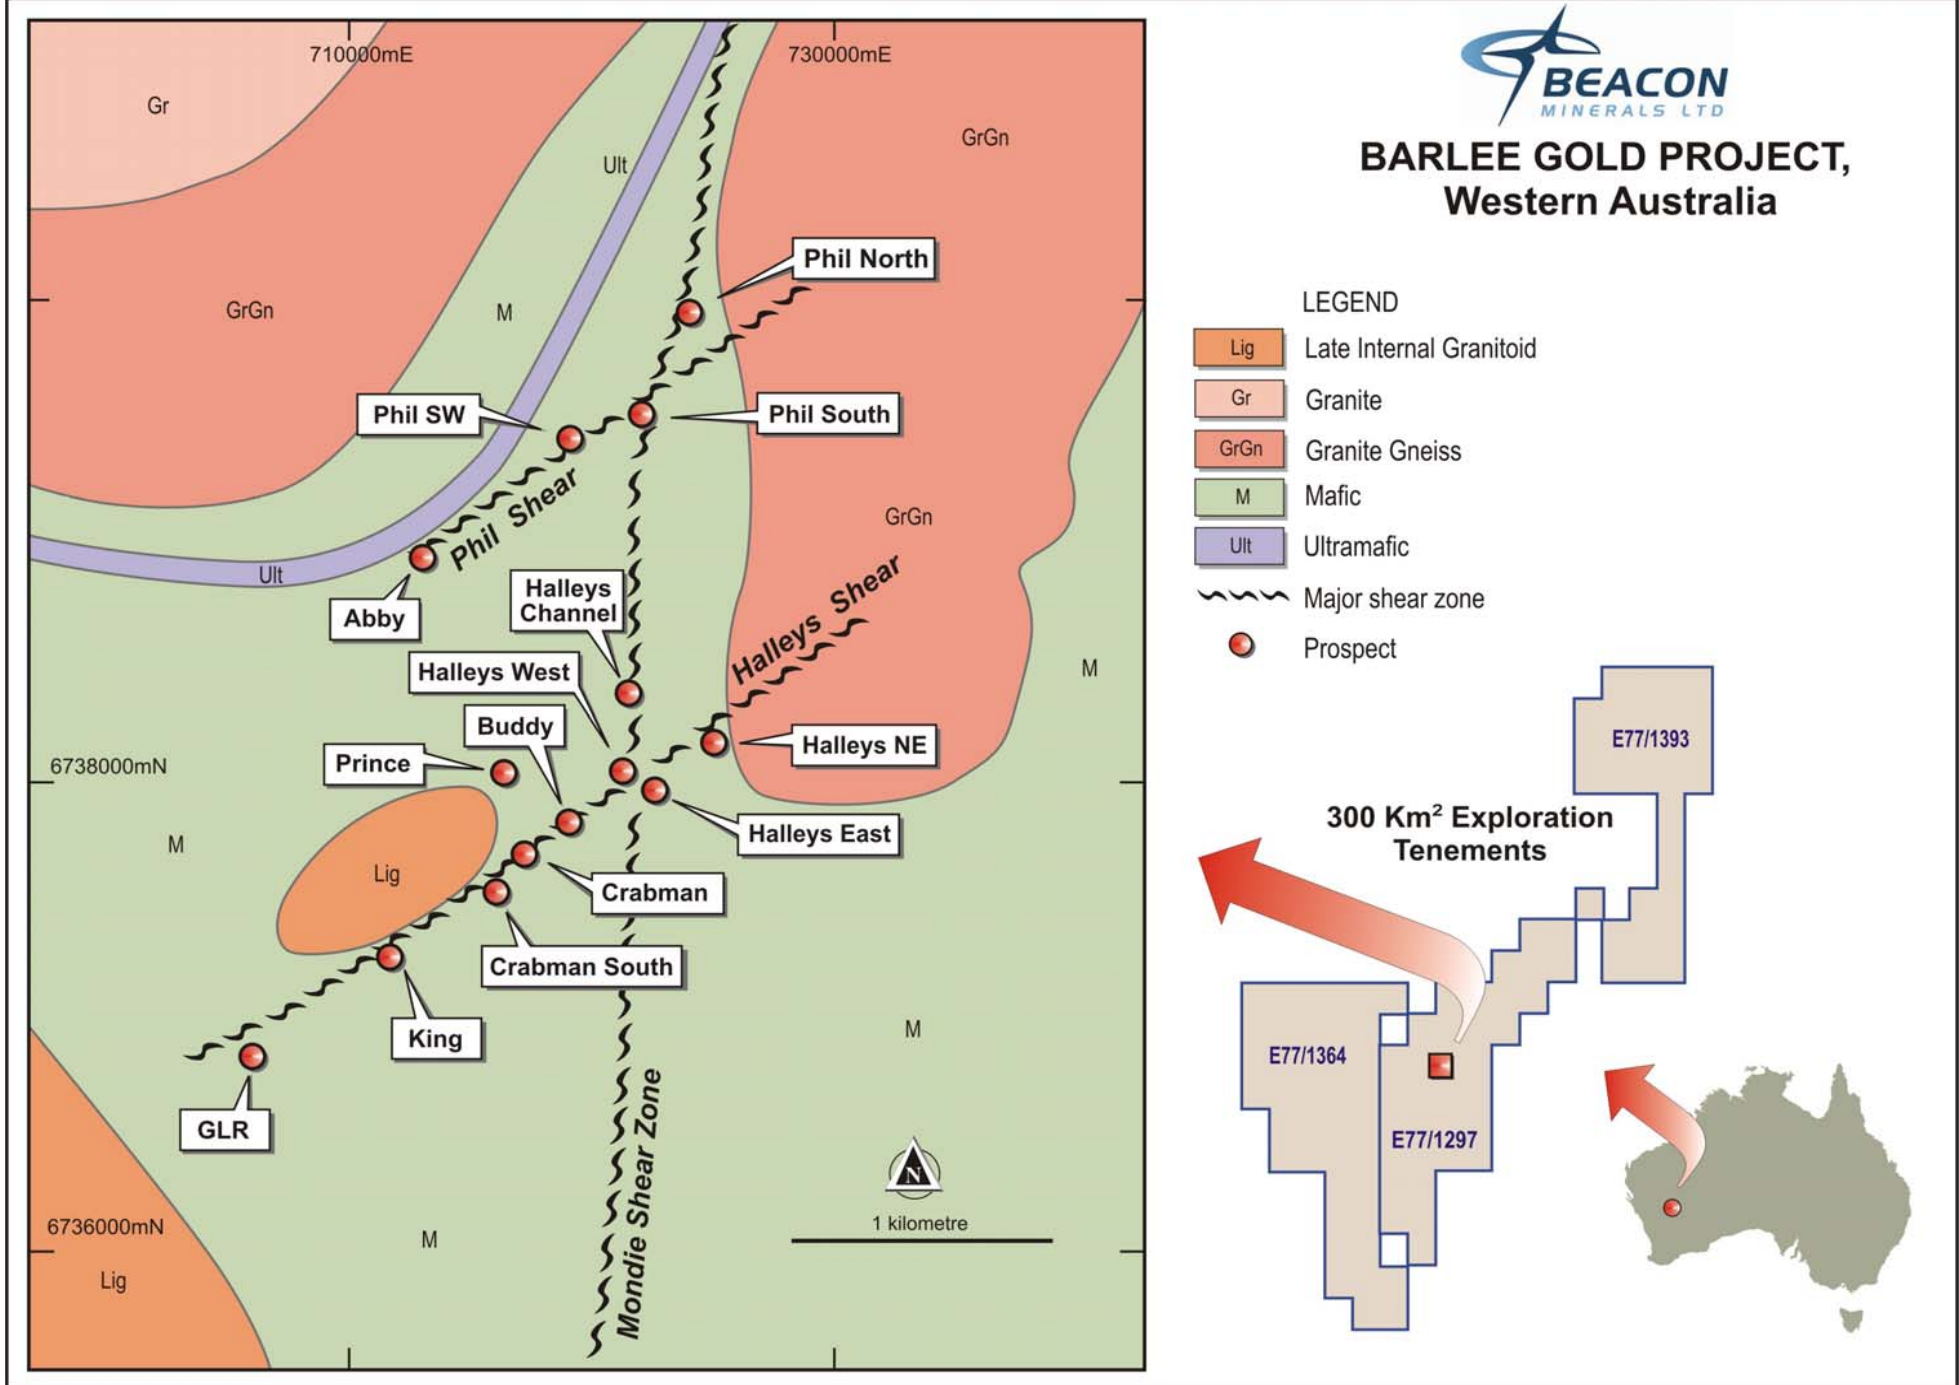 710000mE
730000mE
Gr
GrGn
Ult
Phil North
GrGn
M
Phil SW
Phil South
Phil Shear
GrGn
Ult
Abby
Halleys
Channel
Halleys Shear
Halleys West
M
Buddy
Prince
Halleys NE
6738000mN
Halleys East
M
Lig
Crabman
Crabman South
King
M
GLR
Mondie Shear Zone
N
1 kilometre
6736000mN
M
Lig
BEACON
MINERALS LTD
BARLEE GOLD PROJECT,
Western Australia
LEGEND
Lig Late Internal Granitoid
Gr Granite
GrGn Granite Gneiss
M Mafic
Ult Ultramafic
Major shear zone
Prospect
E77/1393
300 Km² Exploration
Tenements
E77/1364
E77/1297